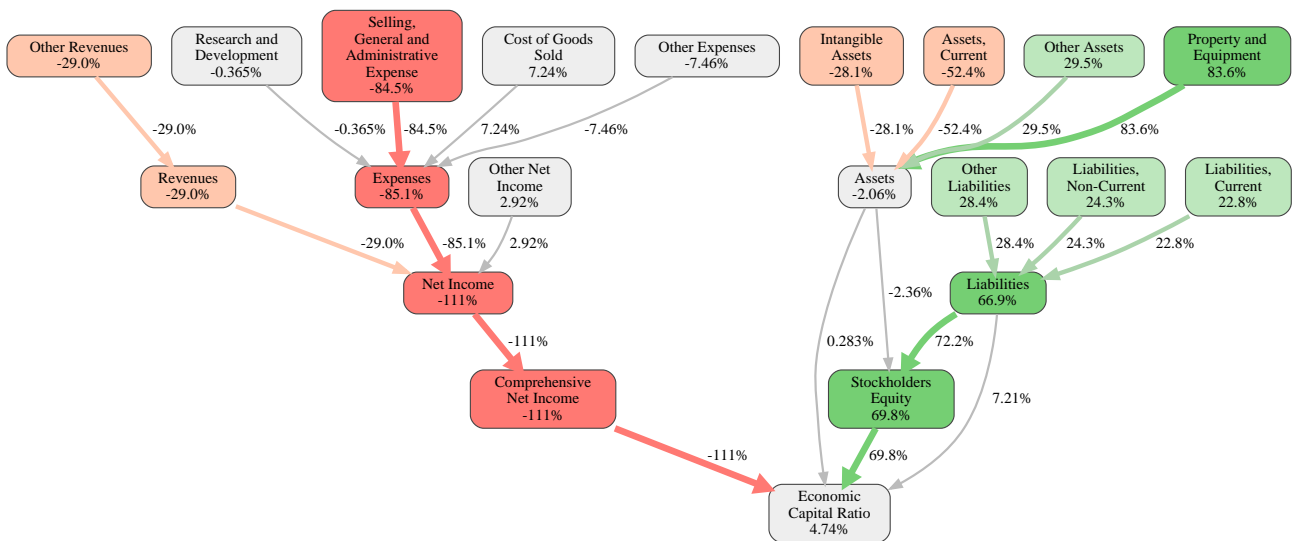 Other Revenues
-29.0%
Research and
Development
-0.365%
Selling,
General and
Administrative
Expense
-84.5%
Cost of Goods
Sold
7.24%
Other Expenses
-7.46%
Intangible
Assets
-28.1%
Assets,
Current
-52.4%
Other Assets
29.5%
Property and
Equipment
83.6%
-29.0%
-0.365%
-84.5%
7.24%
-7.46%
-28.1%
-52.4%
29.5%
83.6%
Revenues
-29.0%
Expenses
-85.1%
Other Net
Income
2.92%
Assets
-2.06%
Other
Liabilities
28.4%
Liabilities,
Non-Current
24.3%
Liabilities,
Current
22.8%
-29.0%
-85.1%
2.92%
28.4%
24.3%
22.8%
Net Income
-111%
-2.36%
Liabilities
66.9%
-111%
0.283%
72.2%
Comprehensive
Net Income
-111%
Stockholders
Equity
69.8%
7.21%
-111%
69.8%
Economic
Capital Ratio
4.74%